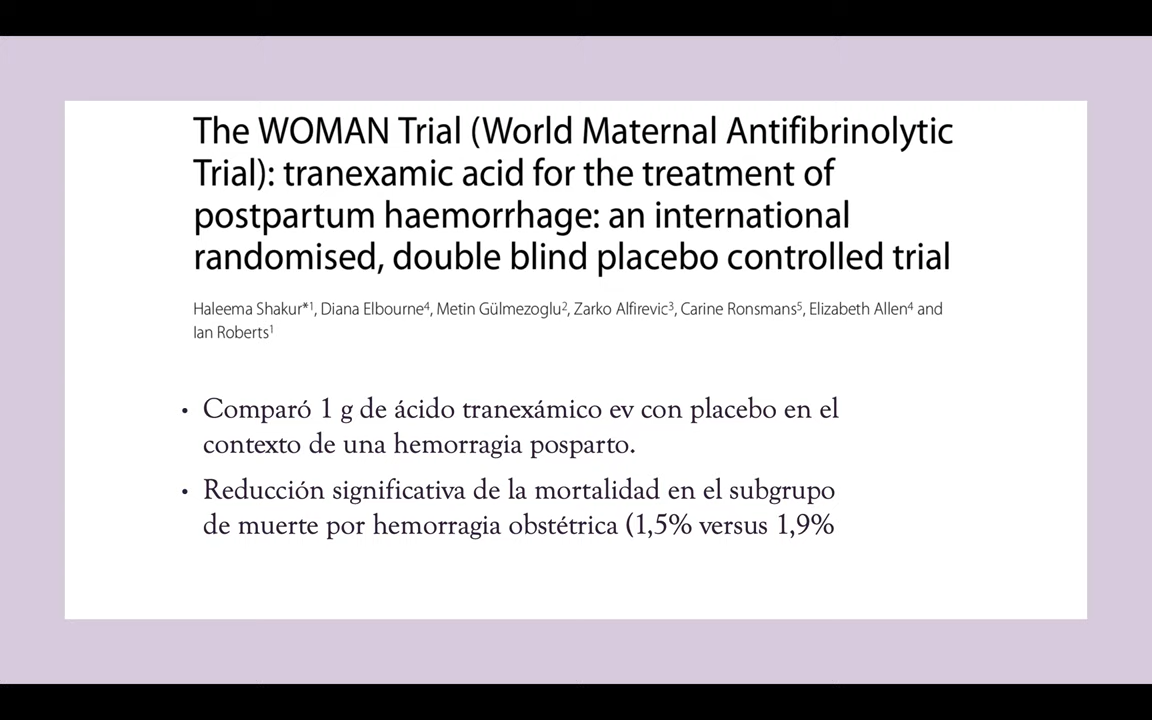 The WOMAN Trial (World Maternal Antifibrinolytic
Trial): tranexamic acid for the treatment of
postpartum haemorrhage: an international
randomised, double blind placebo controlled trial
Haleema Shakur*1, Diana Elbourne4, Metin Gülmezoglu2, Zarko Alfirevic3, Carine Ronsmans5, Elizabeth Allen4 and
Ian Roberts1
• Comparó 1 g de ácido tranexámico ev con placebo en el
contexto de una hemorragia posparto.
• Reducción significativa de la mortalidad en el subgrupo
de muerte por hemorragia obstétrica (1,5% versus 1,9%